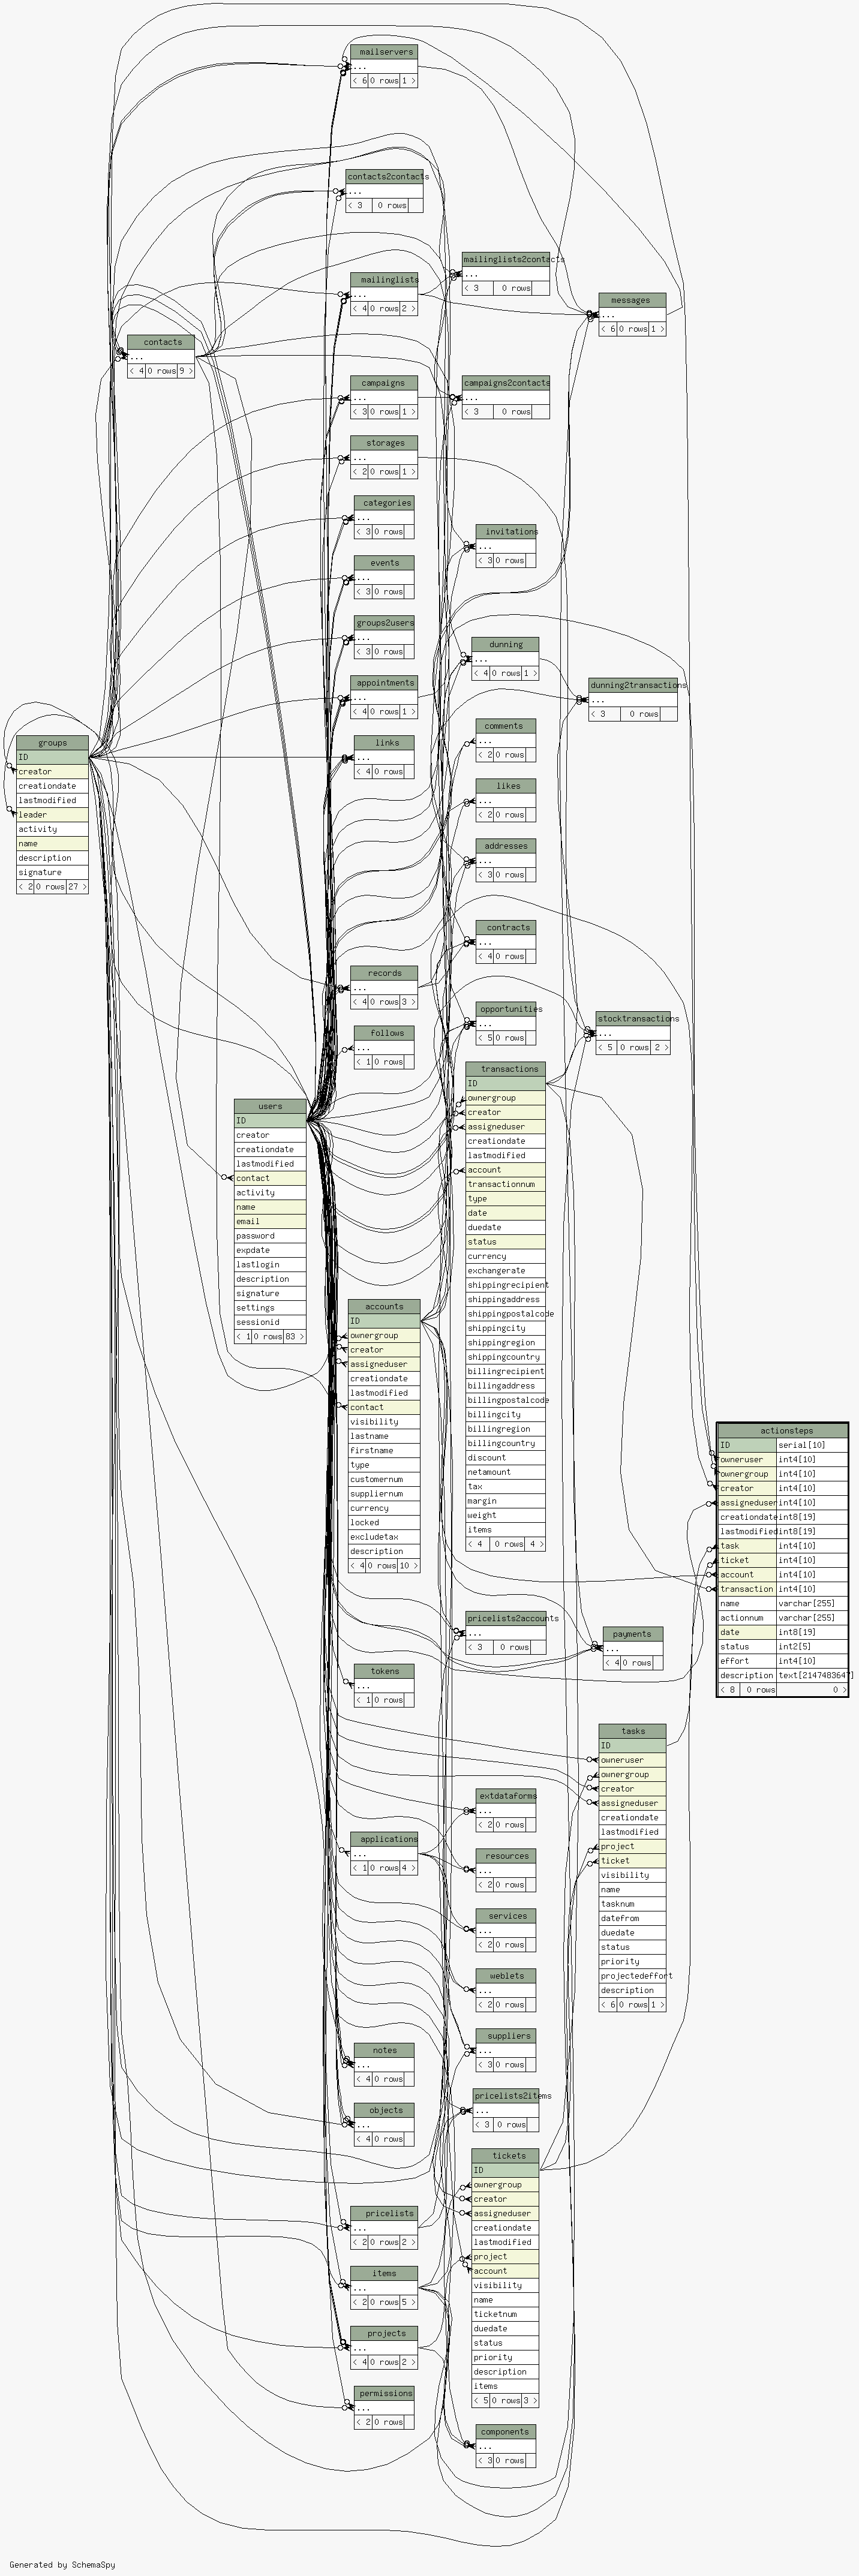 mailservers
...
< 6 0 rows 1 >
contacts2contacts
...
< 3 0 rows
mailinglists2contacts
...
< 3 0 rows
mailinglists
...
< 4 0 rows 2 >
messages
...
< 6 0 rows 1 >
contacts
...
< 4 0 rows 9 >
campaigns
...
< 3 0 rows 1 >
campaigns2contacts
...
< 3 0 rows
storages
...
< 2 0 rows 1 >
categories
...
< 3 0 rows
invitations
...
< 3 0 rows
events
...
< 3 0 rows
groups2users
...
< 3 0 rows
dunning
...
< 4 0 rows 1 >
appointments
...
< 4 0 rows 1 >
dunning2transactions
...
< 3 0 rows
groups
ID
creator
creationdate
lastmodified
leader
activity
name
description
signature
< 2 0 rows 27 >
links
...
< 4 0 rows
comments
...
< 2 0 rows
likes
...
< 2 0 rows
addresses
...
< 3 0 rows
contracts
...
< 4 0 rows
records
...
< 4 0 rows 3 >
opportunities
...
< 5 0 rows
stocktransactions
...
< 5 0 rows 2 >
follows
...
< 1 0 rows
users
ID
creator
creationdate
lastmodified
contact
activity
name
email
password
expdate
lastlogin
description
signature
settings
sessionid
< 1 0 rows 83 >
transactions
ID
ownergroup
creator
assigneduser
creationdate
lastmodified
account
transactionnum
type
date
duedate
status
currency
exchangerate
shippingrecipient
shippingaddress
shippingpostalcode
shippingcity
shippingregion
shippingcountry
billingrecipient
billingaddress
billingpostalcode
billingcity
billingregion
billingcountry
discount
netamount
tax
margin
weight
items
< 4 0 rows 4 >
accounts
ID
ownergroup
creator
assigneduser
creationdate
lastmodified
contact
visibility
lastname
firstname
type
customernum
suppliernum
currency
locked
excludetax
description
< 4 0 rows 10 >
actionsteps
ID serial[10]
owneruser int4[10]
ownergroup int4[10]
creator int4[10]
assigneduser int4[10]
creationdate int8[19]
lastmodified int8[19]
task int4[10]
ticket int4[10]
account int4[10]
transaction int4[10]
name varchar[255]
actionnum varchar[255]
date int8[19]
status int2[5]
effort int4[10]
description text[2147483647]
< 8 0 rows 0 >
pricelists2accounts
...
< 3 0 rows
payments
...
< 4 0 rows
tokens
...
< 1 0 rows
tasks
ID
owneruser
ownergroup
creator
assigneduser
creationdate
lastmodified
project
ticket
visibility
name
tasknum
datefrom
duedate
status
priority
projectedeffort
description
< 6 0 rows 1 >
extdataforms
...
< 2 0 rows
applications
...
< 1 0 rows 4 >
resources
...
< 2 0 rows
services
...
< 2 0 rows
weblets
...
< 2 0 rows
suppliers
...
< 3 0 rows
notes
...
< 4 0 rows
pricelists2items
...
< 3 0 rows
objects
...
< 4 0 rows
tickets
ID
ownergroup
creator
assigneduser
creationdate
lastmodified
project
account
visibility
name
ticketnum
duedate
status
priority
description
items
< 5 0 rows 3 >
pricelists
...
< 2 0 rows 2 >
items
...
< 2 0 rows 5 >
projects
...
< 4 0 rows 2 >
permissions
...
< 2 0 rows
components
...
< 3 0 rows
Generated by SchemaSpy